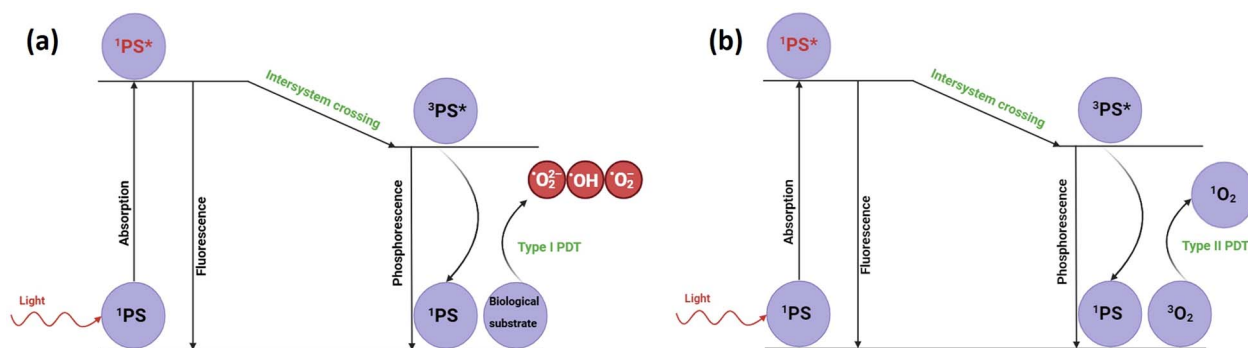 (a)
¹PS*
Intersystem crossing
³PS*
Absorption
Fluorescence
Phosphorescence
•O₂²⁻
•OH
•O₂⁻
Type I PDT
Light
¹PS
¹PS
Biological
substrate
(b)
¹PS*
Intersystem crossing
³PS*
Absorption
Fluorescence
Phosphorescence
¹O₂
Type II PDT
Light
¹PS
¹PS
³O₂